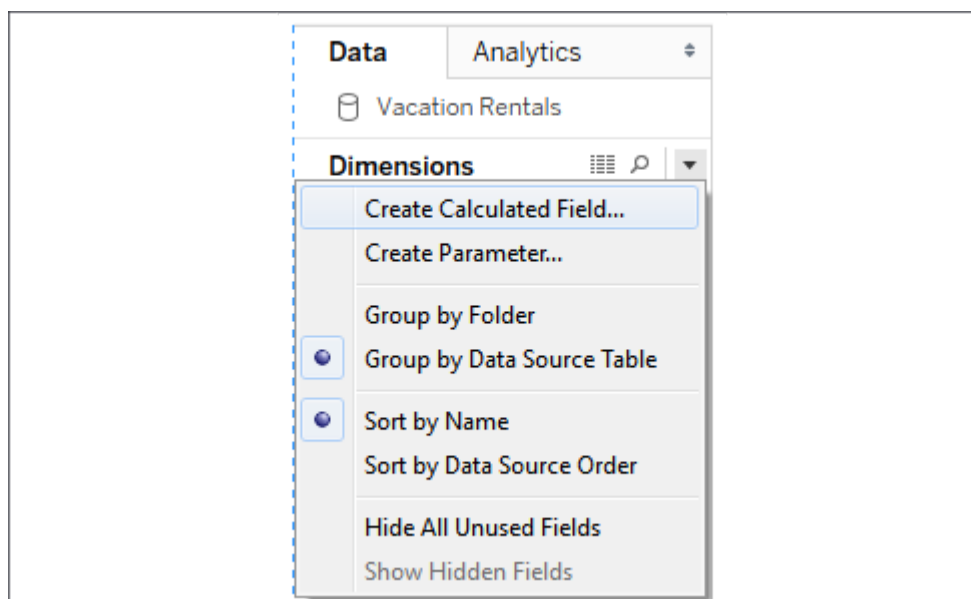 Data Analytics
Vacation Rentals
Dimensions
Create Calculated Field...
Create Parameter...
Group by Folder
Group by Data Source Table
Sort by Name
Sort by Data Source Order
Hide All Unused Fields
Show Hidden Fields